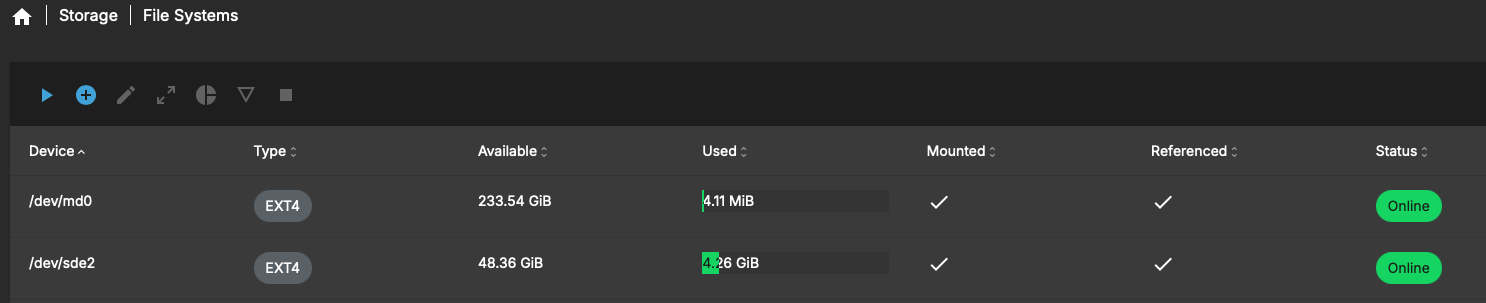 Storage | File Systems
Device Type Available Used Mounted Referenced Status
/dev/md0 EXT4 233.54 GiB 4.11 MiB Online
/dev/sde2 EXT4 48.36 GiB 4.26 GiB Online